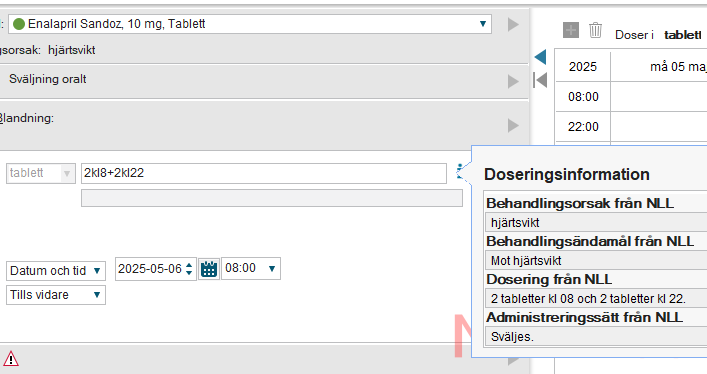 Enalapril Sandoz, 10 mg, Tablett
Doser i tablett
gsorsak: hjärtsvikt
2025 må 05 maj
Sväljning oralt
08:00
Blandning:
22:00
tablett
2kl8+2kl22
Doseringsinformation
Behandlingsorsak från NLL
hjärtsvikt
Behandlingsändamål från NLL
Mot hjärtsvikt
Dosering från NLL
2 tabletter kl 08 och 2 tabletter kl 22.
Administreringssätt från NLL
Sväljes.
Datum och tid 2025-05-06 08:00
Tills vidare
N